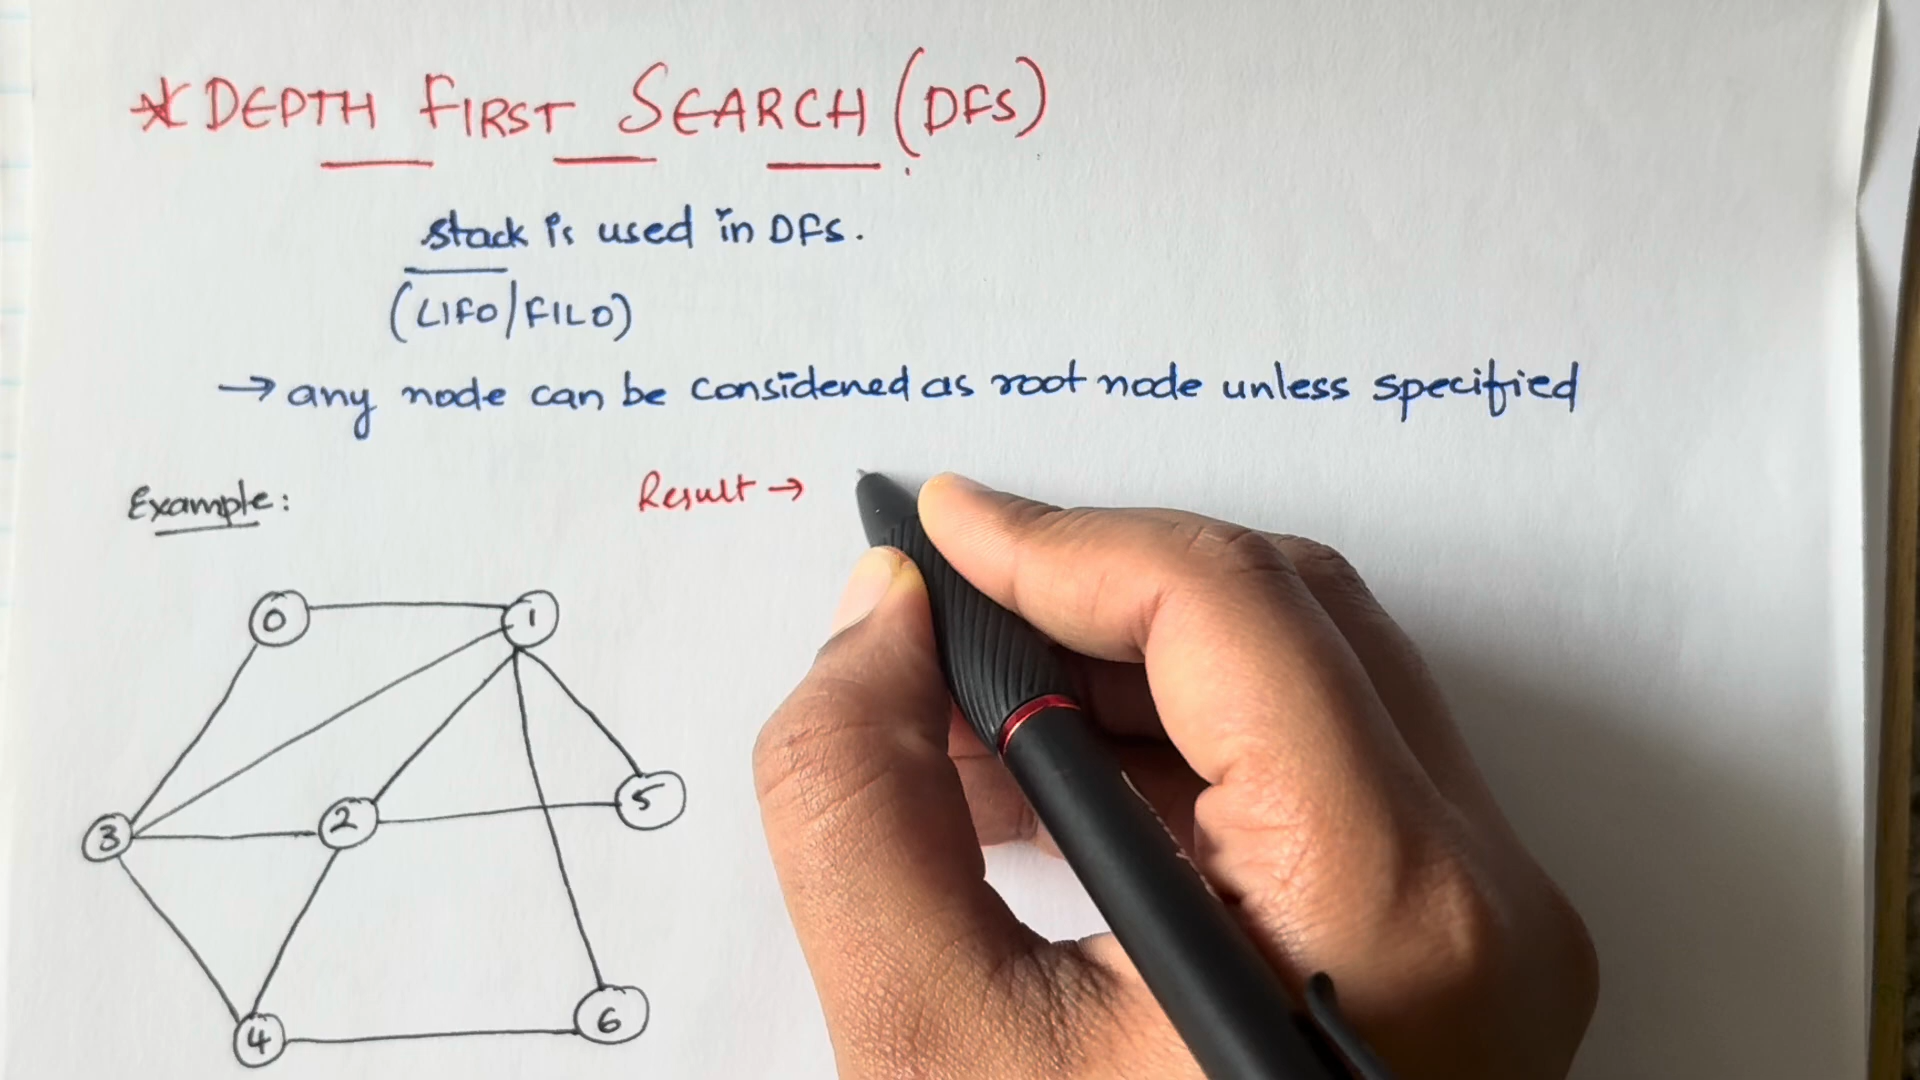 * DEPTH FIRST SEARCH (DFS)
stack is used in DFS.
(LIFO/FILO)
→ any node can be considened as root node unless specified
Example:
Result →
0
1
3
2
5
4
6